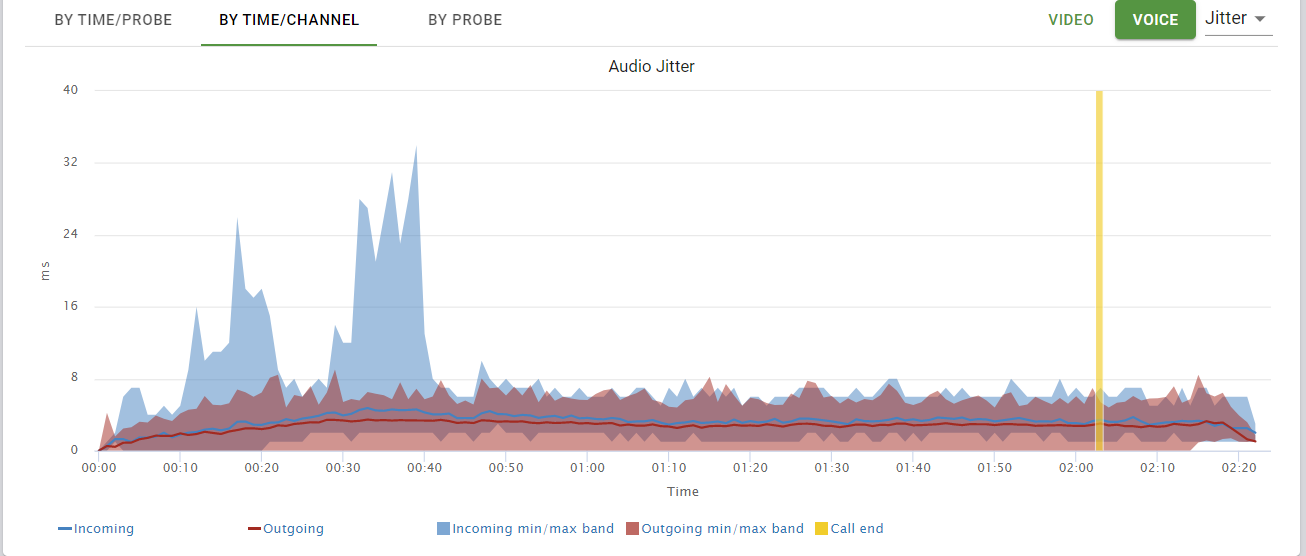 BY TIME/PROBE BY TIME/CHANNEL BY PROBE VIDEO VOICE Jitter
Audio Jitter
40
32
24
16
8
0
ms
00:00 00:10 00:20 00:30 00:40 00:50 01:00 01:10 01:20 01:30 01:40 01:50 02:00 02:10 02:20
Time
Incoming Outgoing Incoming min/max band Outgoing min/max band Call end